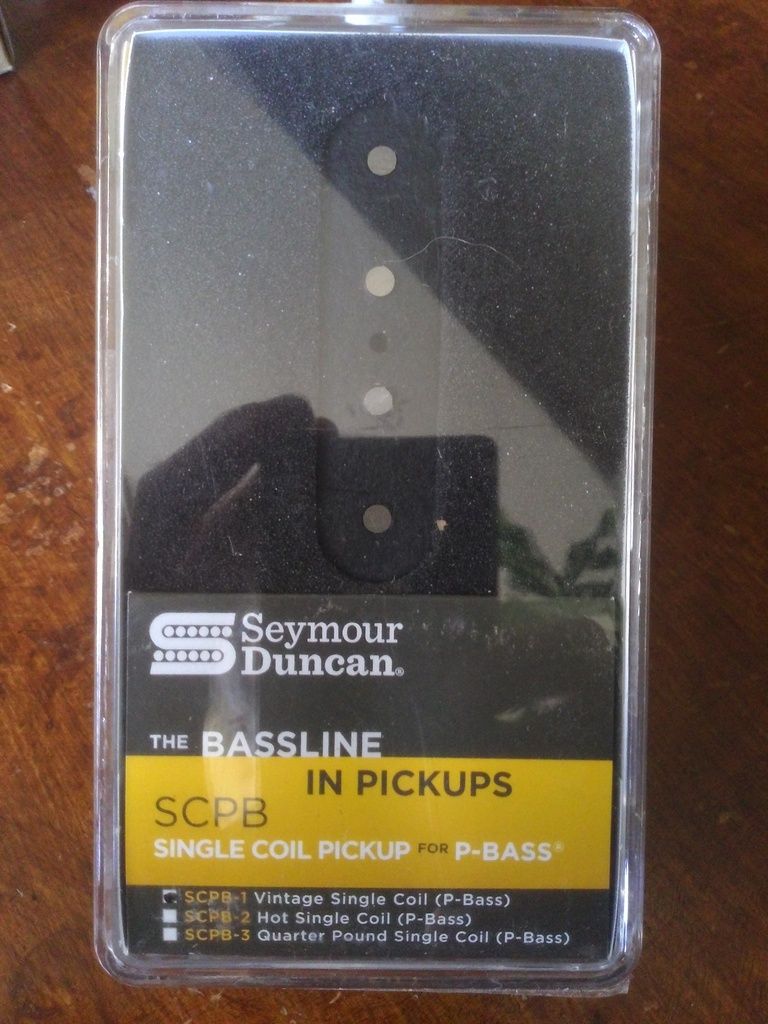 Seymour
Duncan®
THE BASSLINE
IN PICKUPS
SCPB
SINGLE COIL PICKUP FOR P-BASS®
SCPB-1 Vintage Single Coil (P-Bass)
SCPB-2 Hot Single Coil (P-Bass)
SCPB-3 Quarter Pound Single Coil (P-Bass)